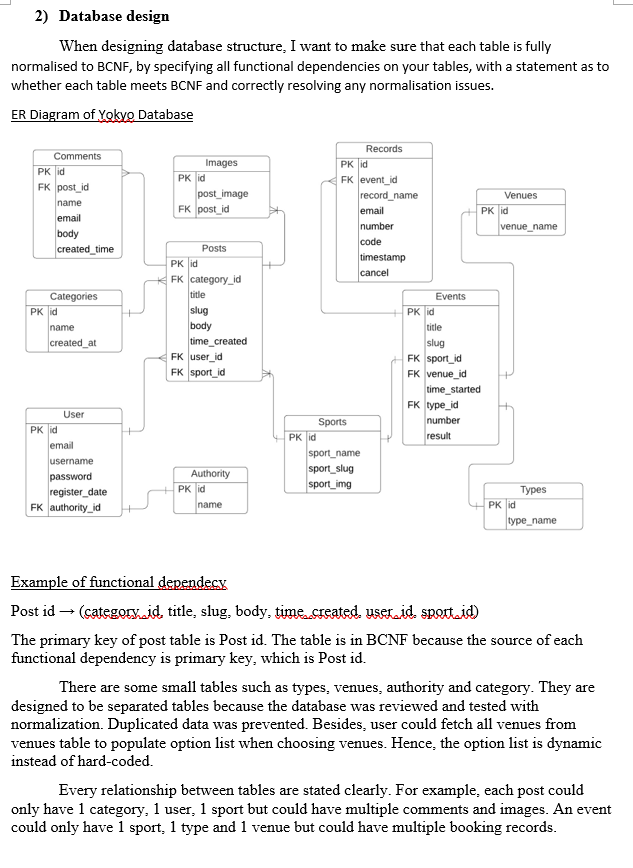 2) Database design
When designing database structure, I want to make sure that each table is fully
normalised to BCNF, by specifying all functional dependencies on your tables, with a statement as to
whether each table meets BCNF and correctly resolving any normalisation issues.
ER Diagram of Yokyo Database
Comments
PK id
FK post_id
name
email
body
created_time
Images
PK id
post_image
FK post_id
Records
PK id
FK event_id
record_name
email
number
code
timestamp
cancel
Venues
PK id
venue_name
Posts
PK id
FK category_id
title
slug
body
time_created
FK user_id
FK sport_id
Categories
PK id
name
created_at
Events
PK id
title
slug
FK sport_id
FK venue_id
time_started
FK type_id
number
result
User
PK id
email
username
password
register_date
FK authority_id
Authority
PK id
name
Sports
PK id
sport_name
sport_slug
sport_img
Types
PK id
type_name
Example of functional dependecy
Post id → (category_id, title, slug, body, time_created, user_id, sport_id)
The primary key of post table is Post id. The table is in BCNF because the source of each
functional dependency is primary key, which is Post id.
There are some small tables such as types, venues, authority and category. They are
designed to be separated tables because the database was reviewed and tested with
normalization. Duplicated data was prevented. Besides, user could fetch all venues from
venues table to populate option list when choosing venues. Hence, the option list is dynamic
instead of hard-coded.
Every relationship between tables are stated clearly. For example, each post could
only have 1 category, 1 user, 1 sport but could have multiple comments and images. An event
could only have 1 sport, 1 type and 1 venue but could have multiple booking records.